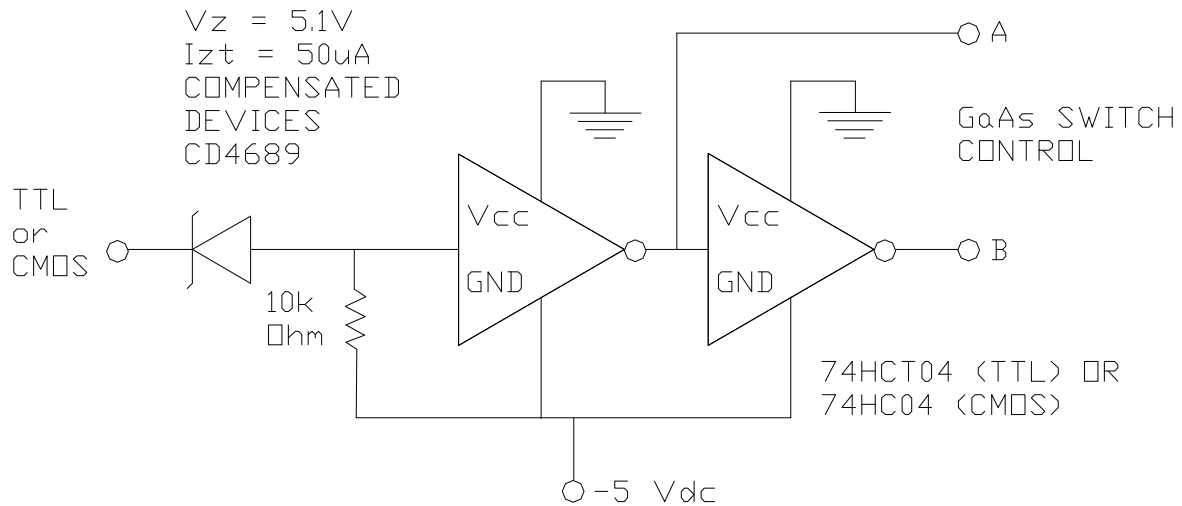 Vz = 5.1V
Izt = 50uA
COMPENSATED
DEVICES
CD4689
A
GaAs SWITCH
CONTROL
TTL
or
CMOS
Vcc
GND
Vcc
GND
B
10k
Ohm
74HCT04 (TTL) OR
74HC04 (CMOS)
-5 Vdc